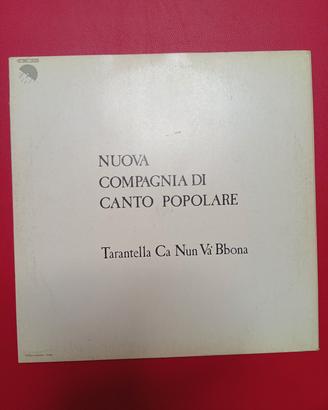 NUOVA
COMPAGNIA DI
CANTO POPOLARE
Tarantella Ca Nun Va' Bbona